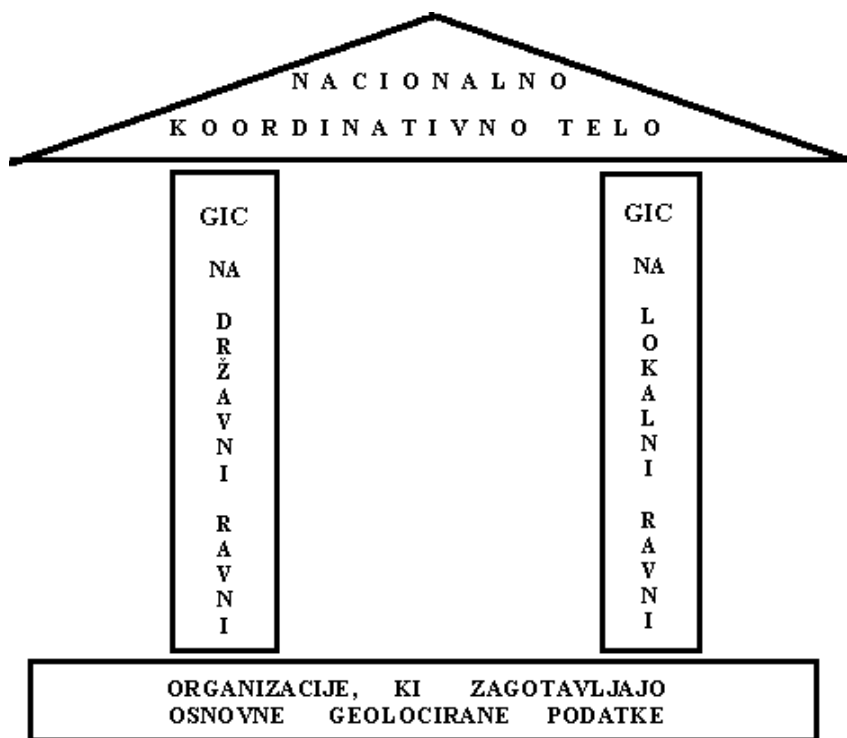 NACIONALNO
KOORDINATIVNO TELO
GIC
NA
DRŽAVNI
RAVNI
GIC
NA
LOKALNI
RAVNI
ORGANIZACIJE, KI ZAGOTAVLJAJO
OSNOVNE GEOLOCIRANE PODATKE